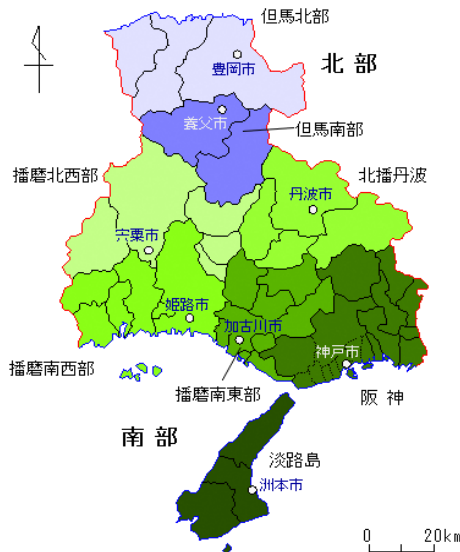 但馬北部
北部
豊岡市
養父市
但馬南部
播磨北西部
北播丹波
丹波市
宍粟市
姫路市
加古川市
神戸市
播磨南西部
播磨南東部
阪神
南部
淡路島
洲本市
0 20km